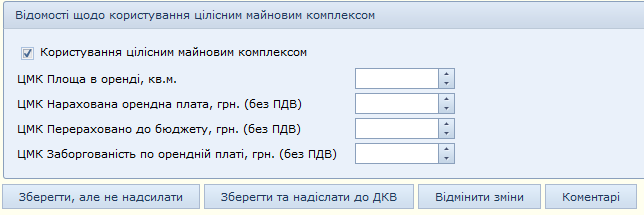 Відомості щодо користування цілісним майновим комплексом
Користування цілісним майновим комплексом
ЦМК Площа в оренді, кв.м.
ЦМК Нарахована орендна плата, грн. (без ПДВ)
ЦМК Перераховано до бюджету, грн. (без ПДВ)
ЦМК Заборгованість по орендній платі, грн. (без ПДВ)
Зберегти, але не надсилати Зберегти та надіслати до ДКВ Відмінити зміни Коментарі